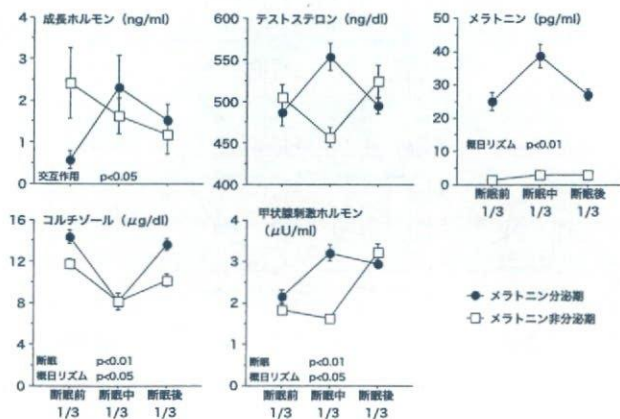 成長ホルモン (ng/ml)
4
3
2
1
0
交互作用 p<0.05
テストステロン (ng/dl)
600
550
500
450
400
メラトニン (pg/ml)
50
40
30
20
10
0
概日リズム p<0.01
断眠前 断眠中 断眠後
1/3 1/3 1/3
コルチゾール (μg/dl)
16
12
8
4
0
断眠 p<0.01
概日リズム p<0.05
断眠前 断眠中 断眠後
1/3 1/3 1/3
甲状腺刺激ホルモン
(μU/ml)
4
3
2
1
0
断眠 p<0.01
概日リズム p<0.05
断眠前 断眠中 断眠後
1/3 1/3 1/3
メラトニン分泌期
メラトニン非分泌期